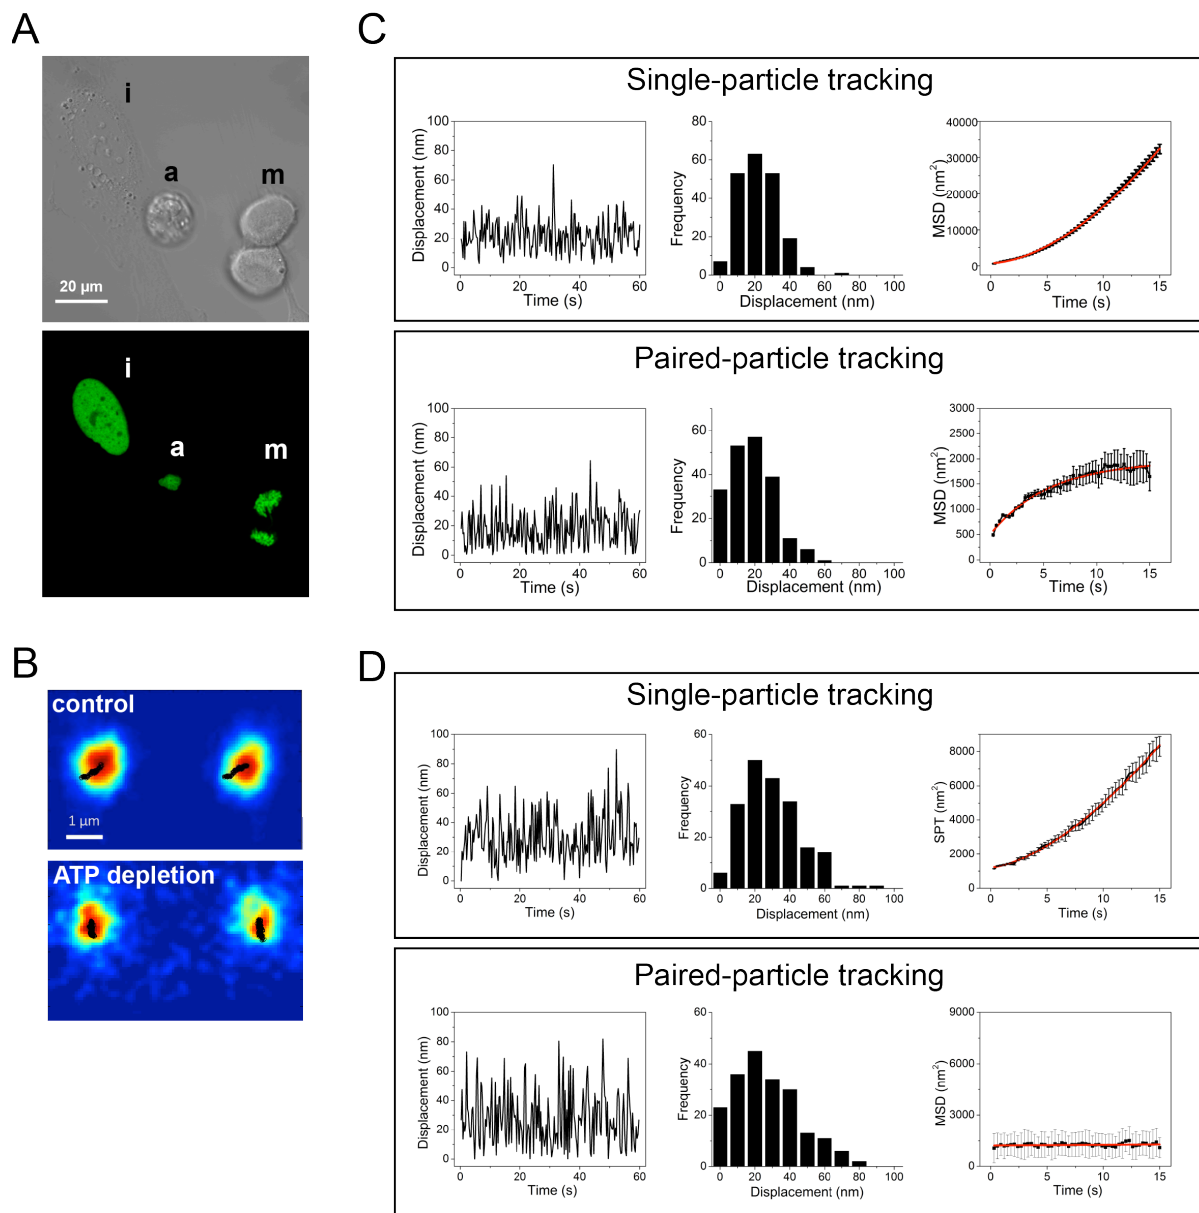 A
i
a
m
20 µm
i
a
m
B
control
1 µm
ATP depletion
C
Single-particle tracking
100
80
60
40
20
0
Displacement (nm)
0 20 40 60
Time (s)
80
60
40
20
0
Frequency
0 20 40 60 80 100
Displacement (nm)
40000
30000
20000
10000
0
MSD (nm²)
0 5 10 15
Time (s)
Paired-particle tracking
100
80
60
40
20
0
Displacement (nm)
0 20 40 60
Time (s)
60
40
20
0
Frequency
0 20 40 60 80 100
Displacement (nm)
3000
2500
2000
1500
1000
500
0
MSD (nm²)
0 5 10 15
Time (s)
D
Single-particle tracking
100
80
60
40
20
0
Displacement (nm)
0 20 40 60
Time (s)
60
40
20
0
Frequency
0 20 40 60 80 100
Displacement (nm)
8000
6000
4000
2000
0
SPT (nm²)
0 5 10 15
Time (s)
Paired-particle tracking
100
80
60
40
20
0
Displacement (nm)
0 20 40 60
Time (s)
60
40
20
0
Frequency
0 20 40 60 80 100
Displacement (nm)
9000
6000
3000
0
MSD (nm²)
0 5 10 15
Time (s)